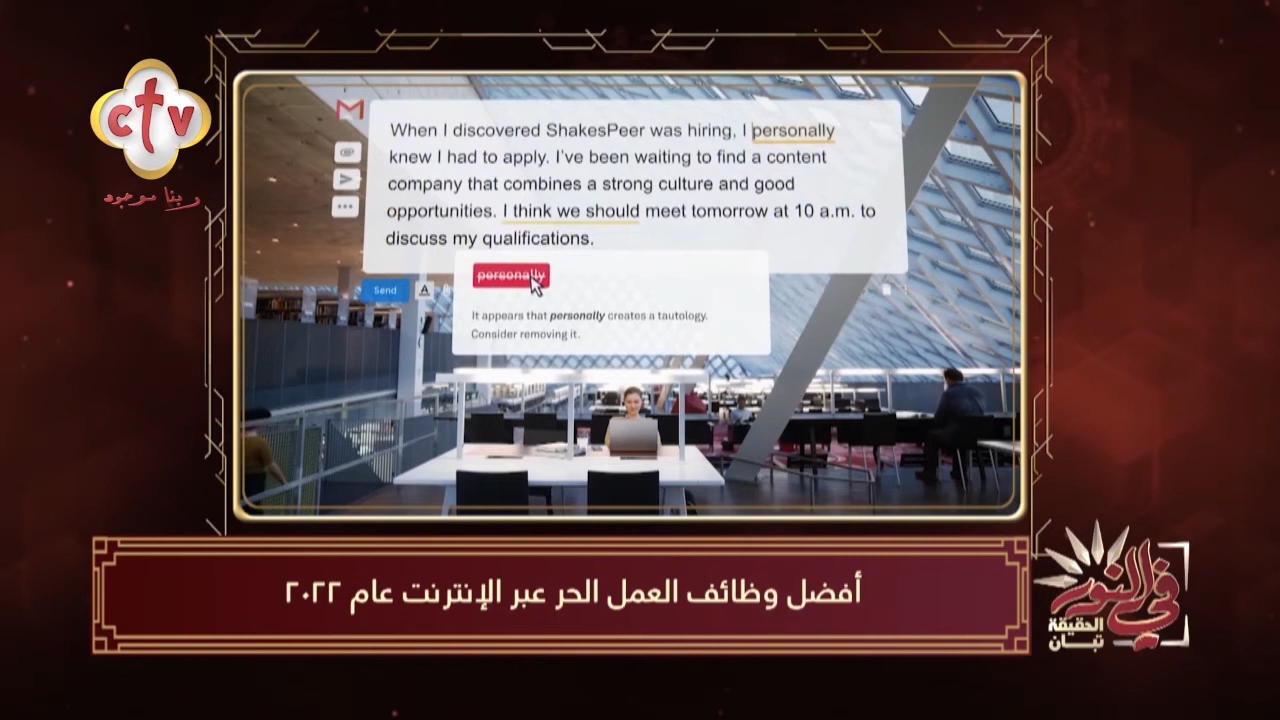 ctv
ربنا موجود
When I discovered ShakesPeer was hiring, I personally
knew I had to apply. I've been waiting to find a content
company that combines a strong culture and good
opportunities. I think we should meet tomorrow at 10 a.m. to
discuss my qualifications.
Send
A
personally
It appears that personally creates a tautology.
Consider removing it.
أفضل وظائف العمل الحر عبر الإنترنت عام ٢٠٢٢
في النور
الحقيقة
تبان